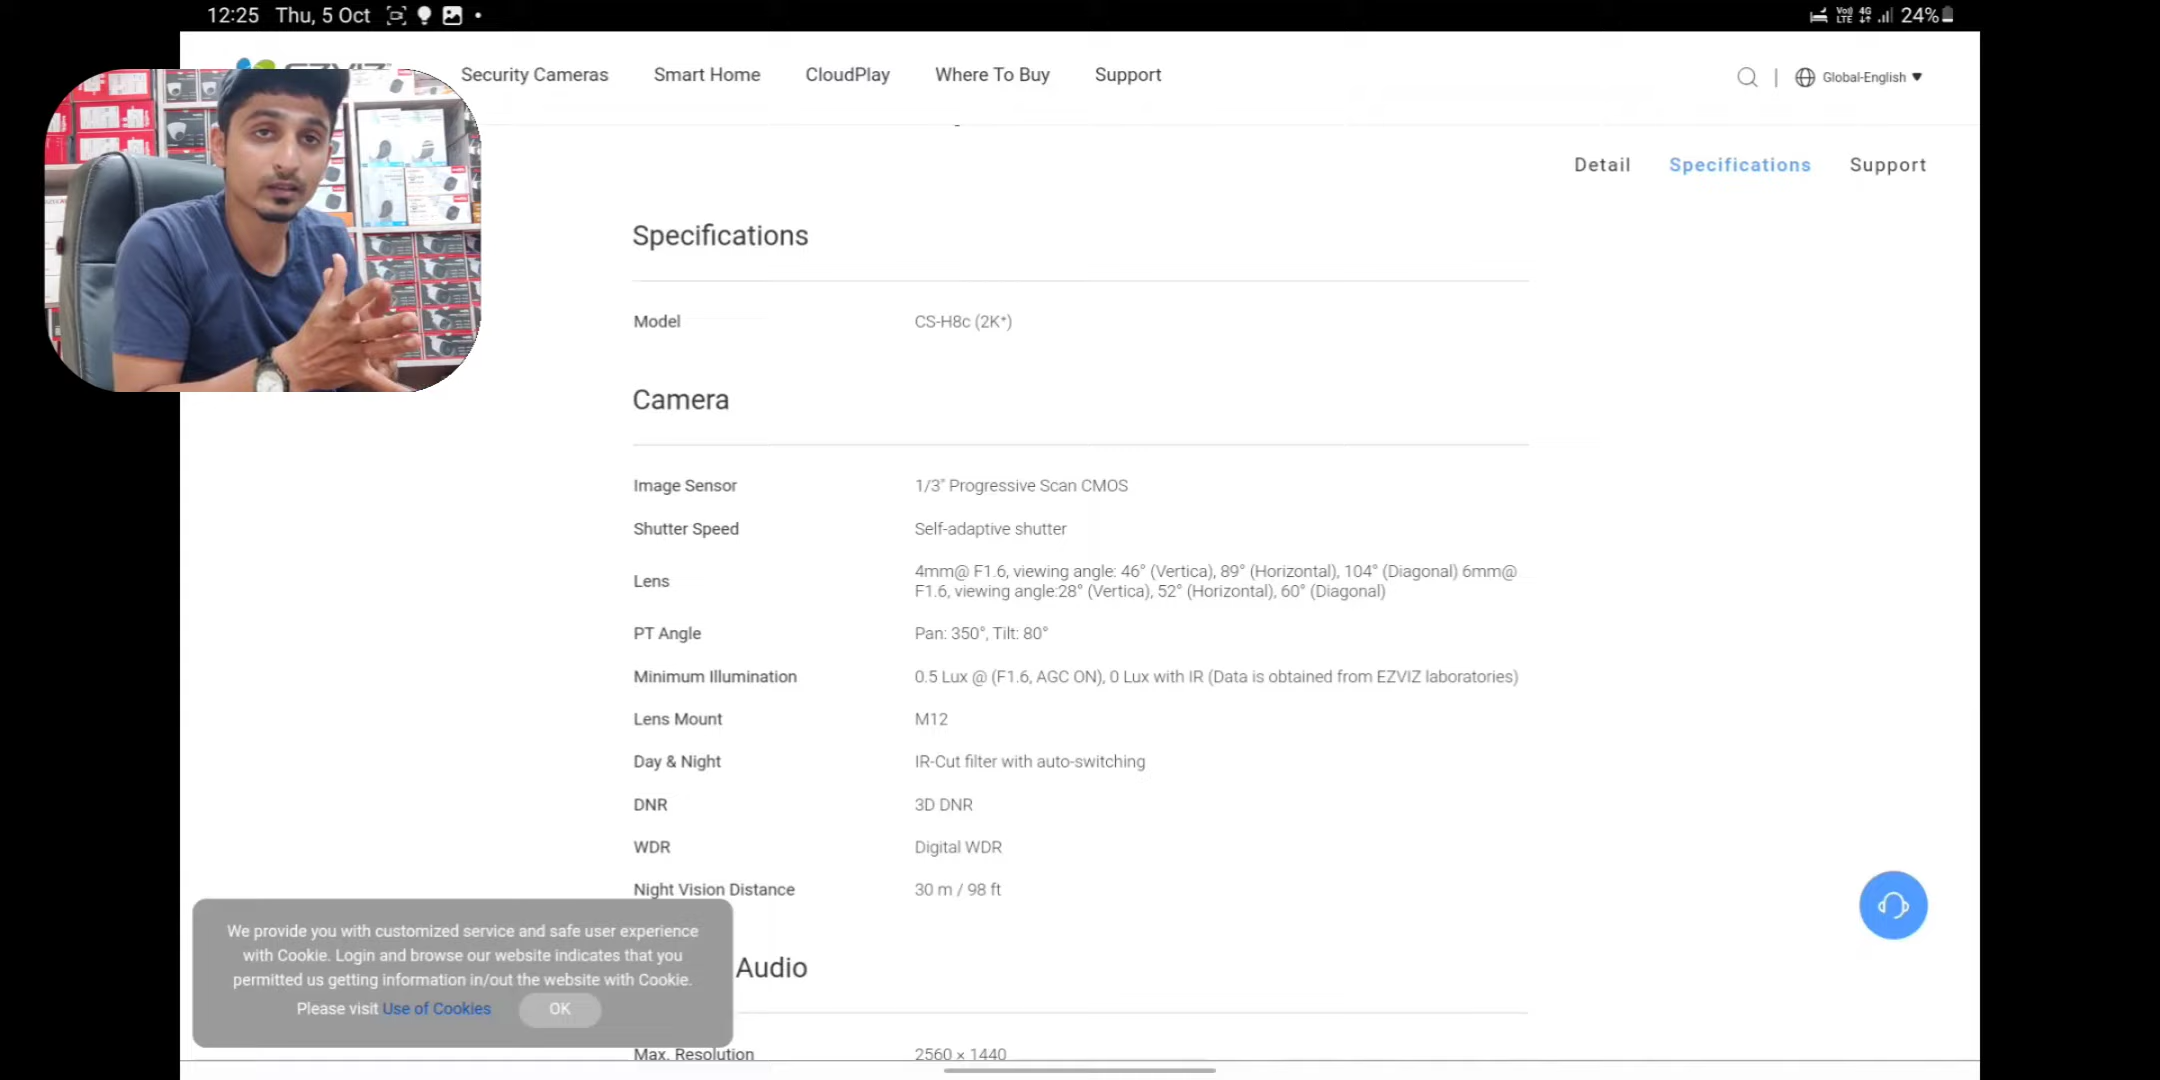 12:25 Thu, 5 Oct
Vo)) LTE 4G 24%
EZVIZ
Security Cameras Smart Home CloudPlay Where To Buy Support
Global-English
Detail Specifications Support
Specifications
Model CS-H8c (2K⁺)
Camera
Image Sensor 1/3" Progressive Scan CMOS
Shutter Speed Self-adaptive shutter
Lens 4mm@ F1.6, viewing angle: 46° (Vertica), 89° (Horizontal), 104° (Diagonal) 6mm@
F1.6, viewing angle:28° (Vertica), 52° (Horizontal), 60° (Diagonal)
PT Angle Pan: 350°, Tilt: 80°
Minimum Illumination 0.5 Lux @ (F1.6, AGC ON), 0 Lux with IR (Data is obtained from EZVIZ laboratories)
Lens Mount M12
Day & Night IR-Cut filter with auto-switching
DNR 3D DNR
WDR Digital WDR
Night Vision Distance 30 m / 98 ft
Audio
Max. Resolution 2560 × 1440
We provide you with customized service and safe user experience
with Cookie. Login and browse our website indicates that you
permitted us getting information in/out the website with Cookie.
Please visit Use of Cookies OK